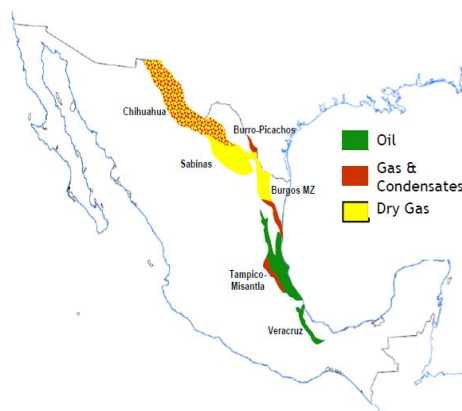 Chihuahua
Burro-Picachos
Sabinas
Burgos MZ
Tampico-
Misantla
Veracruz
Oil
Gas &
Condensates
Dry Gas